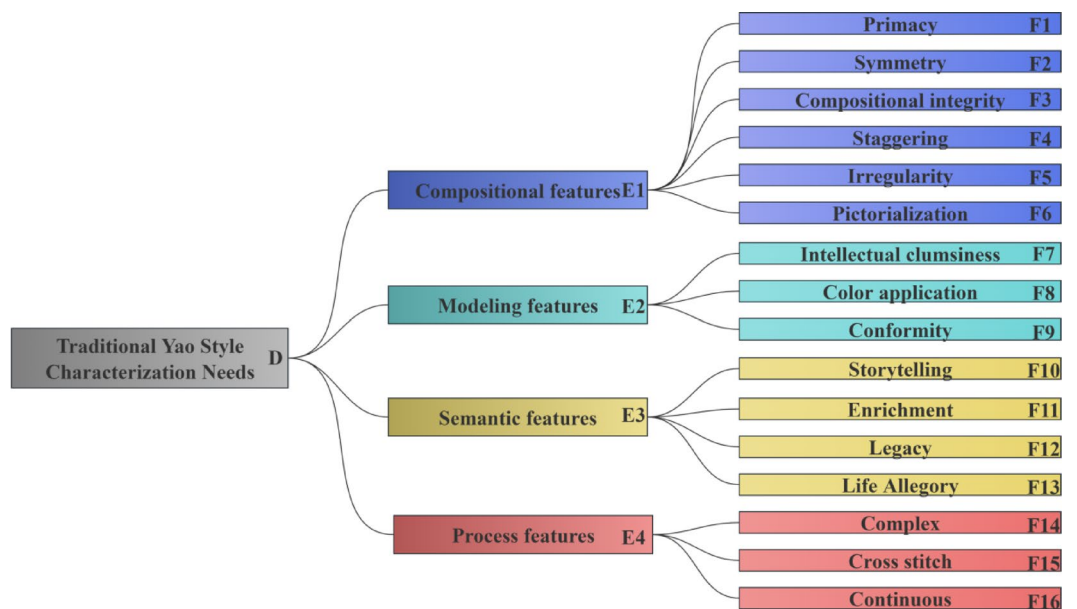 Traditional Yao Style
Characterization Needs
D
Compositional features E1
Modeling features E2
Semantic features E3
Process features E4
Primacy F1
Symmetry F2
Compositional integrity F3
Staggering F4
Irregularity F5
Pictorialization F6
Intellectual clumsiness F7
Color application F8
Conformity F9
Storytelling F10
Enrichment F11
Legacy F12
Life Allegory F13
Complex F14
Cross stitch F15
Continuous F16